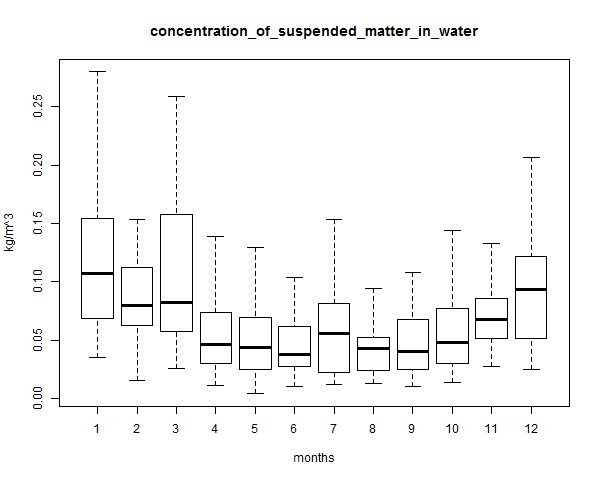 concentration_of_suspended_matter_in_water
kg/m^3
0.25
0.20
0.15
0.10
0.05
0.00
1 2 3 4 5 6 7 8 9 10 11 12
months